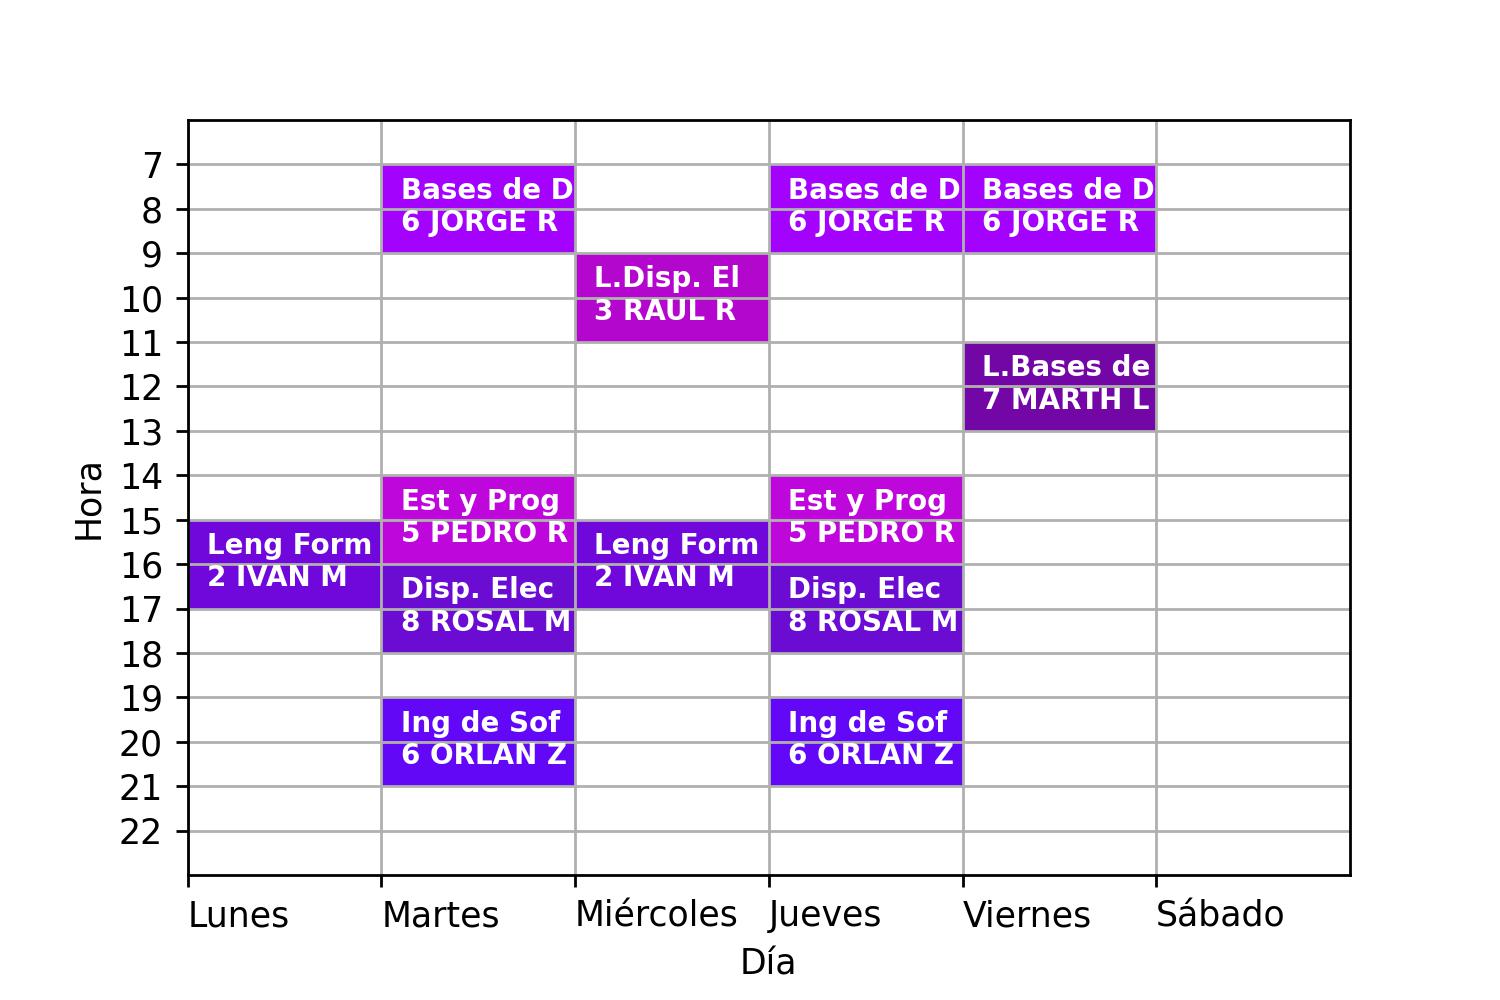 7
Bases de D
Bases de D
Bases de D
8
6 JORGE R
6 JORGE R
6 JORGE R
9
L.Disp. El
10
3 RAUL R
11
L.Bases de
12
7 MARTH L
13
14
Est y Prog
Est y Prog
Hora
15
5 PEDRO R
5 PEDRO R
Leng Form
Leng Form
16
2 IVAN M
2 IVAN M
Disp. Elec
Disp. Elec
17
8 ROSAL M
8 ROSAL M
18
19
Ing de Sof
Ing de Sof
20
6 ORLAN Z
6 ORLAN Z
21
22
Lunes
Martes
Miércoles
Jueves
Viernes
Sábado
Día